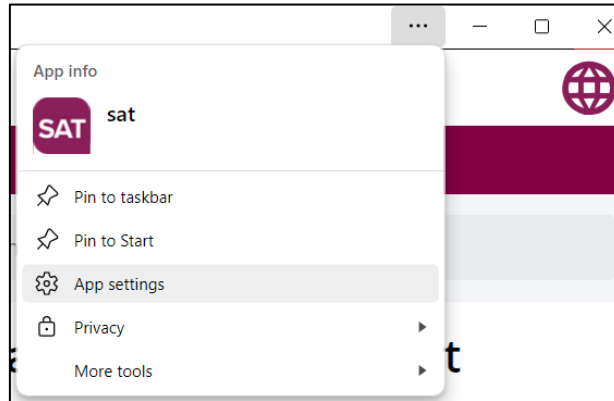 App info
SAT
sat
Pin to taskbar
Pin to Start
App settings
Privacy
More tools
t